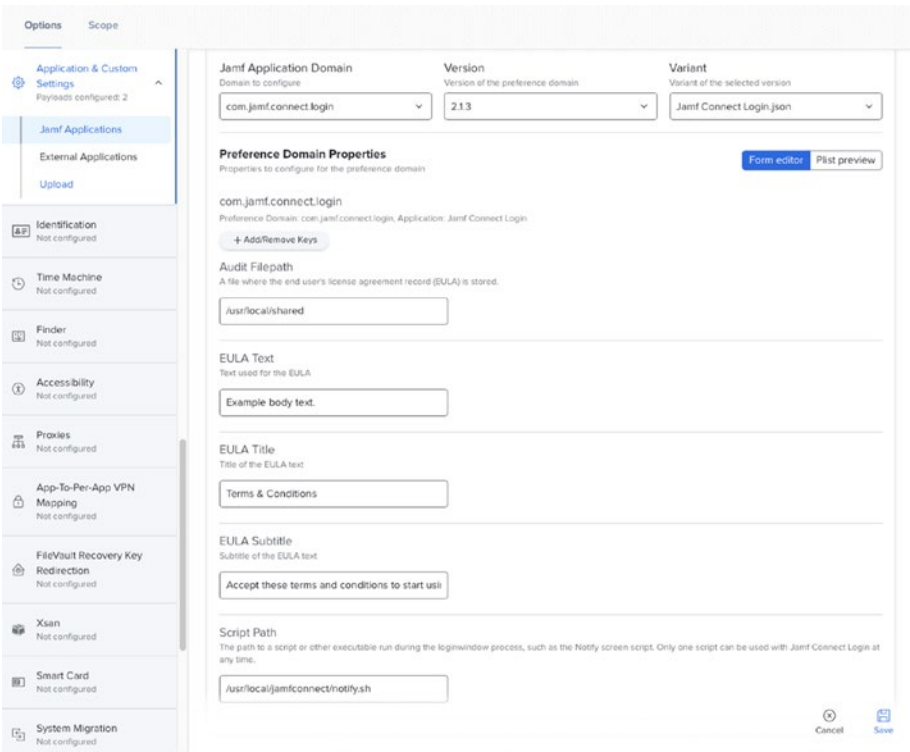 Options Scope
Application & Custom
Settings
Payloads configured: 2
Jamf Applications
External Applications
Upload
Identification
Not configured
Time Machine
Not configured
Finder
Not configured
Accessibility
Not configured
Proxies
Not configured
App-To-Per-App VPN
Mapping
Not configured
FileVault Recovery Key
Redirection
Not configured
Xsan
Not configured
Smart Card
Not configured
System Migration
Not configured
Jamf Application Domain
Domain to configure
com.jamf.connect.login
Version
Version of the preference domain
2.1.3
Variant
Variant of the selected version
Jamf Connect Login.json
Preference Domain Properties
Properties to configure for the preference domain
Form editor Plist preview
com.jamf.connect.login
Preference Domain: com.jamf.connect.login, Application: Jamf Connect Login
+ Add/Remove Keys
Audit Filepath
A file where the end user's license agreement record (EULA) is stored.
/usr/local/shared
EULA Text
Text used for the EULA
Example body text.
EULA Title
Title of the EULA text
Terms & Conditions
EULA Subtitle
Subtitle of the EULA text
Accept these terms and conditions to start usi
Script Path
The path to a script or other executable run during the loginwindow process, such as the Notify screen script. Only one script can be used with Jamf Connect Login at
any time.
/usr/local/jamfconnect/notify.sh
Cancel Save